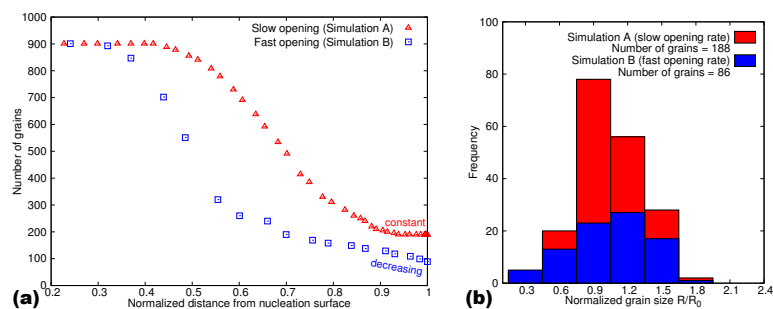 Slow opening (Simulation A)
Fast opening (Simulation B)
Number of grains
1000
900
800
700
600
500
400
300
200
100
0
constant
decreasing
0.2 0.3 0.4 0.5 0.6 0.7 0.8 0.9 1
Normalized distance from nucleation surface
(a)
Simulation A (slow opening rate)
Number of grains = 188
Simulation B (fast opening rate)
Number of grains = 86
Frequency
100
80
60
40
20
0
0.3 0.6 0.9 1.2 1.5 1.8 2.1 2.4
Normalized grain size R/R0
(b)